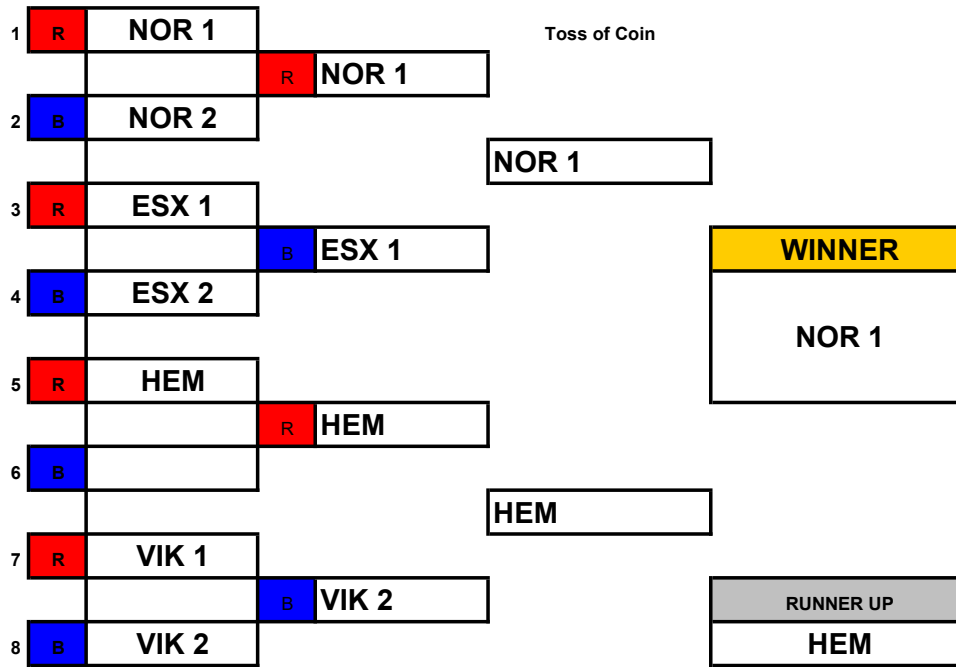 1 R NOR 1 Toss of Coin
R NOR 1
2 B NOR 2
NOR 1
3 R ESX 1
B ESX 1 WINNER
4 B ESX 2
NOR 1
5 R HEM
R HEM
6 B
HEM
7 R VIK 1
B VIK 2 RUNNER UP
8 B VIK 2 HEM